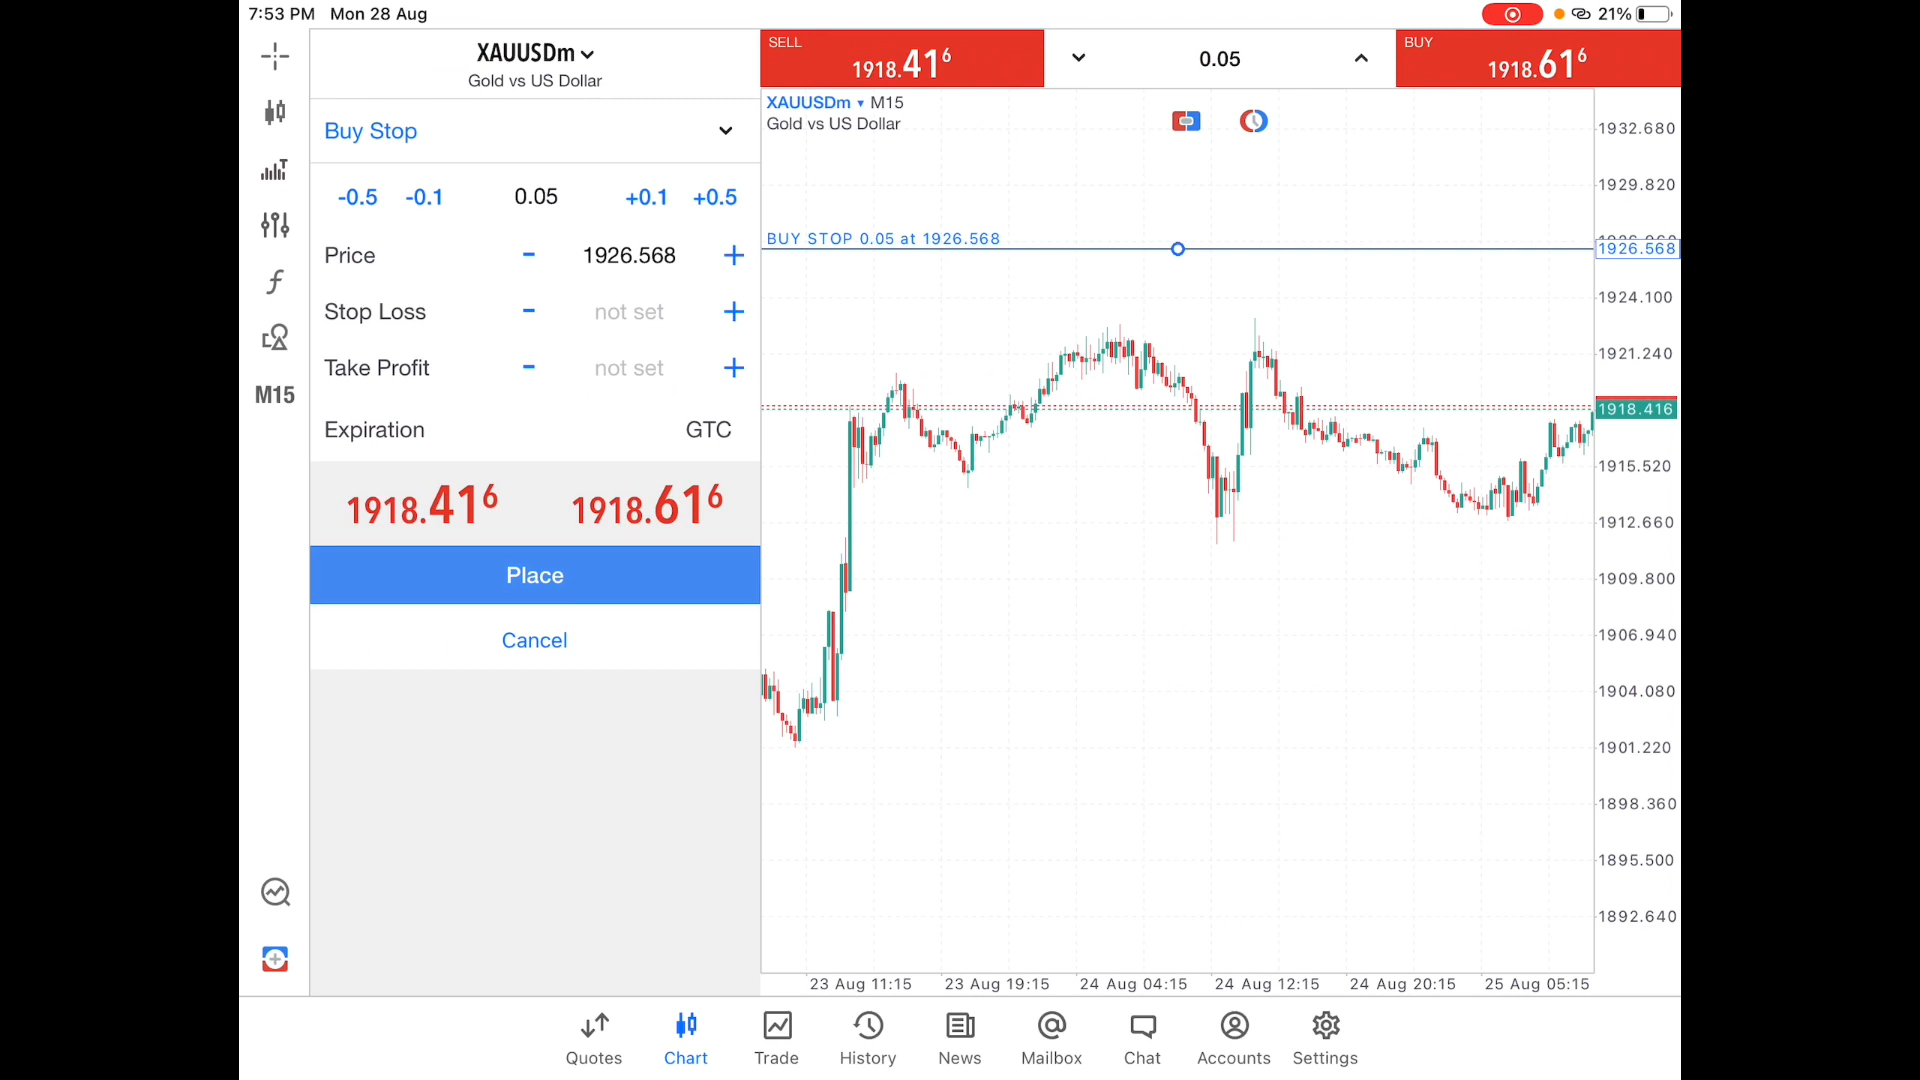 7:53 PM Mon 28 Aug
21%
XAUUSDm
Gold vs US Dollar
Buy Stop
-0.5 -0.1 0.05 +0.1 +0.5
Price - 1926.568 +
Stop Loss - not set +
Take Profit - not set +
Expiration GTC
1918.416 1918.616
Place
Cancel
M15
SELL
1918.416
0.05
BUY
1918.616
XAUUSDm ▾ M15
Gold vs US Dollar
BUY STOP 0.05 at 1926.568
1932.680
1929.820
1926.568
1924.100
1921.240
1918.416
1915.520
1912.660
1909.800
1906.940
1904.080
1901.220
1898.360
1895.500
1892.640
23 Aug 11:15 23 Aug 19:15 24 Aug 04:15 24 Aug 12:15 24 Aug 20:15 25 Aug 05:15
Quotes Chart Trade History News Mailbox Chat Accounts Settings